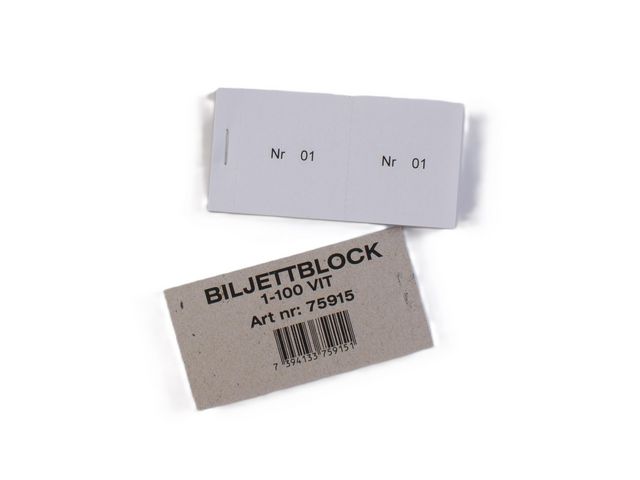 Nr 01
Nr 01
BILJETTBLOCK
1-100 VIT
Art nr: 75915
7 394133 759151